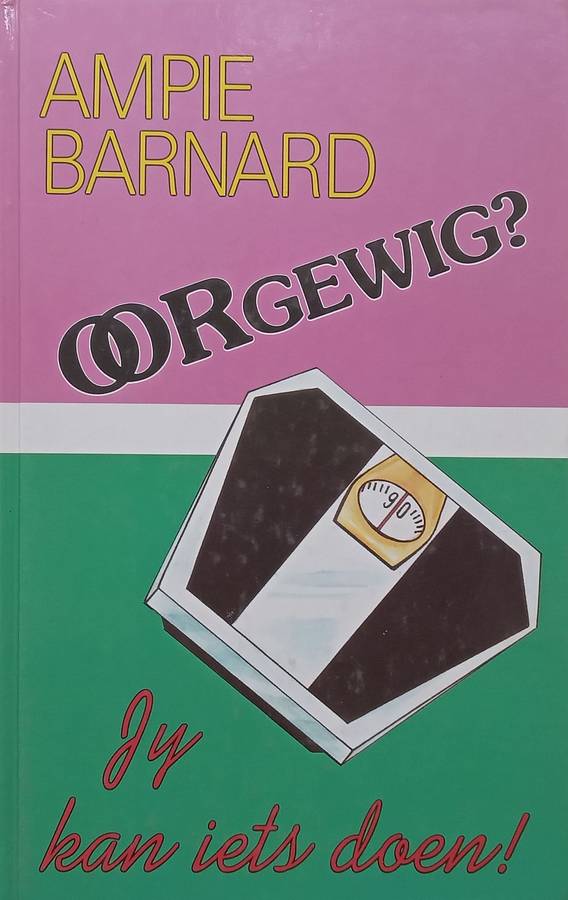 AMPIE
BARNARD
OORGEWIG?
90
Jy
kan iets doen!